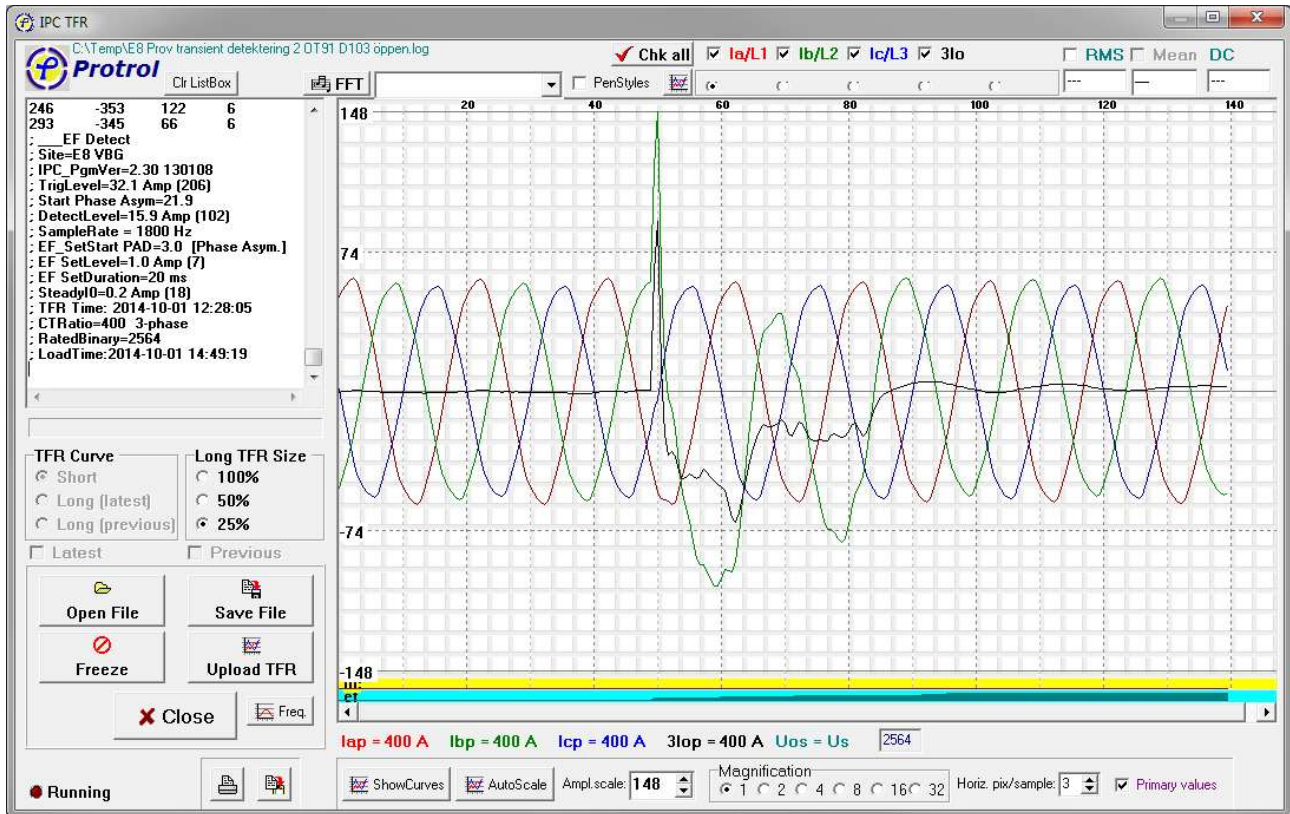 IPC TFR
C:\Temp\E8 Prov transient detektering 2 OT91 D103 öppen.log
Protrol
Clr ListBox
FFT
Chk all
Ia/L1
Ib/L2
Ic/L3
3Io
RMS
Mean
DC
PenStyles
---
---
---
246 -353 122 6
293 -345 66 6
; ___EF Detect
; Site=E8 VBG
; IPC_PgmVer=2.30 130108
; TrigLevel=32.1 Amp (206)
; Start Phase Asym=21.9
; DetectLevel=15.9 Amp (102)
; SampleRate = 1800 Hz
; EF_SetStart PAD=3.0 [Phase Asym.]
; EF SetLevel=1.0 Amp (7)
; EF SetDuration=20 ms
; SteadyI0=0.2 Amp (18)
; TFR Time: 2014-10-01 12:28:05
; CTRatio=400 3-phase
; RatedBinary=2564
; LoadTime:2014-10-01 14:49:19
20 40 60 80 100 120 140
148
74
-74
-148
et
TFR Curve
Short
Long (latest)
Long (previous)
Long TFR Size
100%
50%
25%
Latest
Previous
Open File
Save File
Freeze
Upload TFR
Close
Freq.
Running
Iap = 400 A Ibp = 400 A Icp = 400 A 3Iop = 400 A Uos = Us 2564
ShowCurves
AutoScale
Ampl.scale: 148
Magnification
1 2 4 8 16 32
Horiz. pix/sample: 3
Primary values